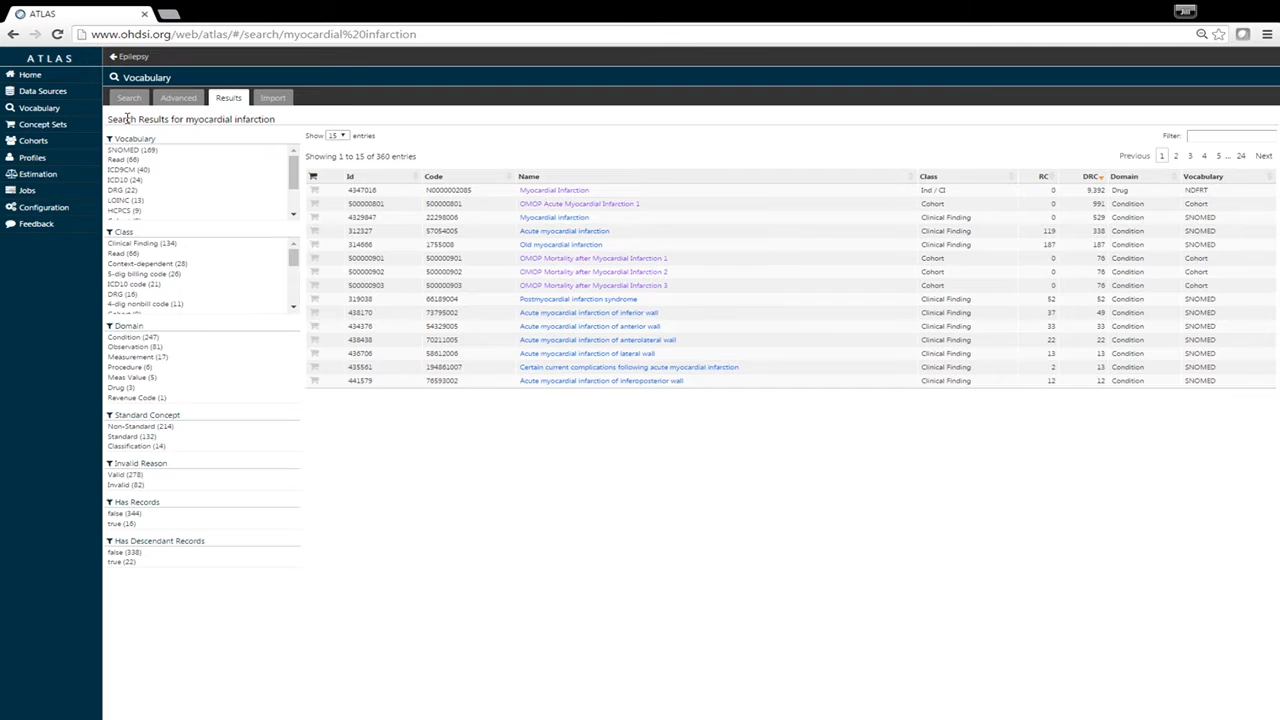 ATLAS
Jill
www.ohdsi.org/web/atlas/#/search/myocardial%20infarction
ATLAS
Home
Data Sources
Vocabulary
Concept Sets
Cohorts
Profiles
Estimation
Jobs
Configuration
Feedback
Epilepsy
Vocabulary
Search Advanced Results Import
Search Results for myocardial infarction
Vocabulary
SNOMED (169)
Read (66)
ICD9CM (40)
ICD10 (24)
DRG (22)
LOINC (13)
HCPCS (9)
Class
Clinical Finding (134)
Read (66)
Context-dependent (28)
5-dig billing code (26)
ICD10 code (21)
DRG (16)
4-dig nonbill code (11)
Domain
Condition (247)
Observation (81)
Measurement (17)
Procedure (6)
Meas Value (5)
Drug (3)
Revenue Code (1)
Standard Concept
Non-Standard (214)
Standard (132)
Classification (14)
Invalid Reason
Valid (278)
Invalid (82)
Has Records
false (344)
true (16)
Has Descendant Records
false (338)
true (22)
Show 15 entries
Filter:
Showing 1 to 15 of 360 entries
Previous 1 2 3 4 5 ... 24 Next
Id Code Name Class RC DRC Domain Vocabulary
4347016 N0000002085 Myocardial Infarction Ind / CI 0 9,392 Drug NDFRT
500000801 500000801 OMOP Acute Myocardial Infarction 1 Cohort 0 991 Condition Cohort
4329847 22298006 Myocardial infarction Clinical Finding 0 529 Condition SNOMED
312327 57054005 Acute myocardial infarction Clinical Finding 119 338 Condition SNOMED
314666 1755008 Old myocardial infarction Clinical Finding 187 187 Condition SNOMED
500000901 500000901 OMOP Mortality after Myocardial Infarction 1 Cohort 0 76 Condition Cohort
500000902 500000902 OMOP Mortality after Myocardial Infarction 2 Cohort 0 76 Condition Cohort
500000903 500000903 OMOP Mortality after Myocardial Infarction 3 Cohort 0 76 Condition Cohort
319038 66189004 Postmyocardial infarction syndrome Clinical Finding 52 52 Condition SNOMED
438170 73795002 Acute myocardial infarction of inferior wall Clinical Finding 37 49 Condition SNOMED
434376 54329005 Acute myocardial infarction of anterior wall Clinical Finding 33 33 Condition SNOMED
438438 70211005 Acute myocardial infarction of anterolateral wall Clinical Finding 22 22 Condition SNOMED
436706 58612006 Acute myocardial infarction of lateral wall Clinical Finding 13 13 Condition SNOMED
435561 194861007 Certain current complications following acute myocardial infarction Clinical Finding 2 13 Condition SNOMED
441579 76593002 Acute myocardial infarction of inferoposterior wall Clinical Finding 12 12 Condition SNOMED